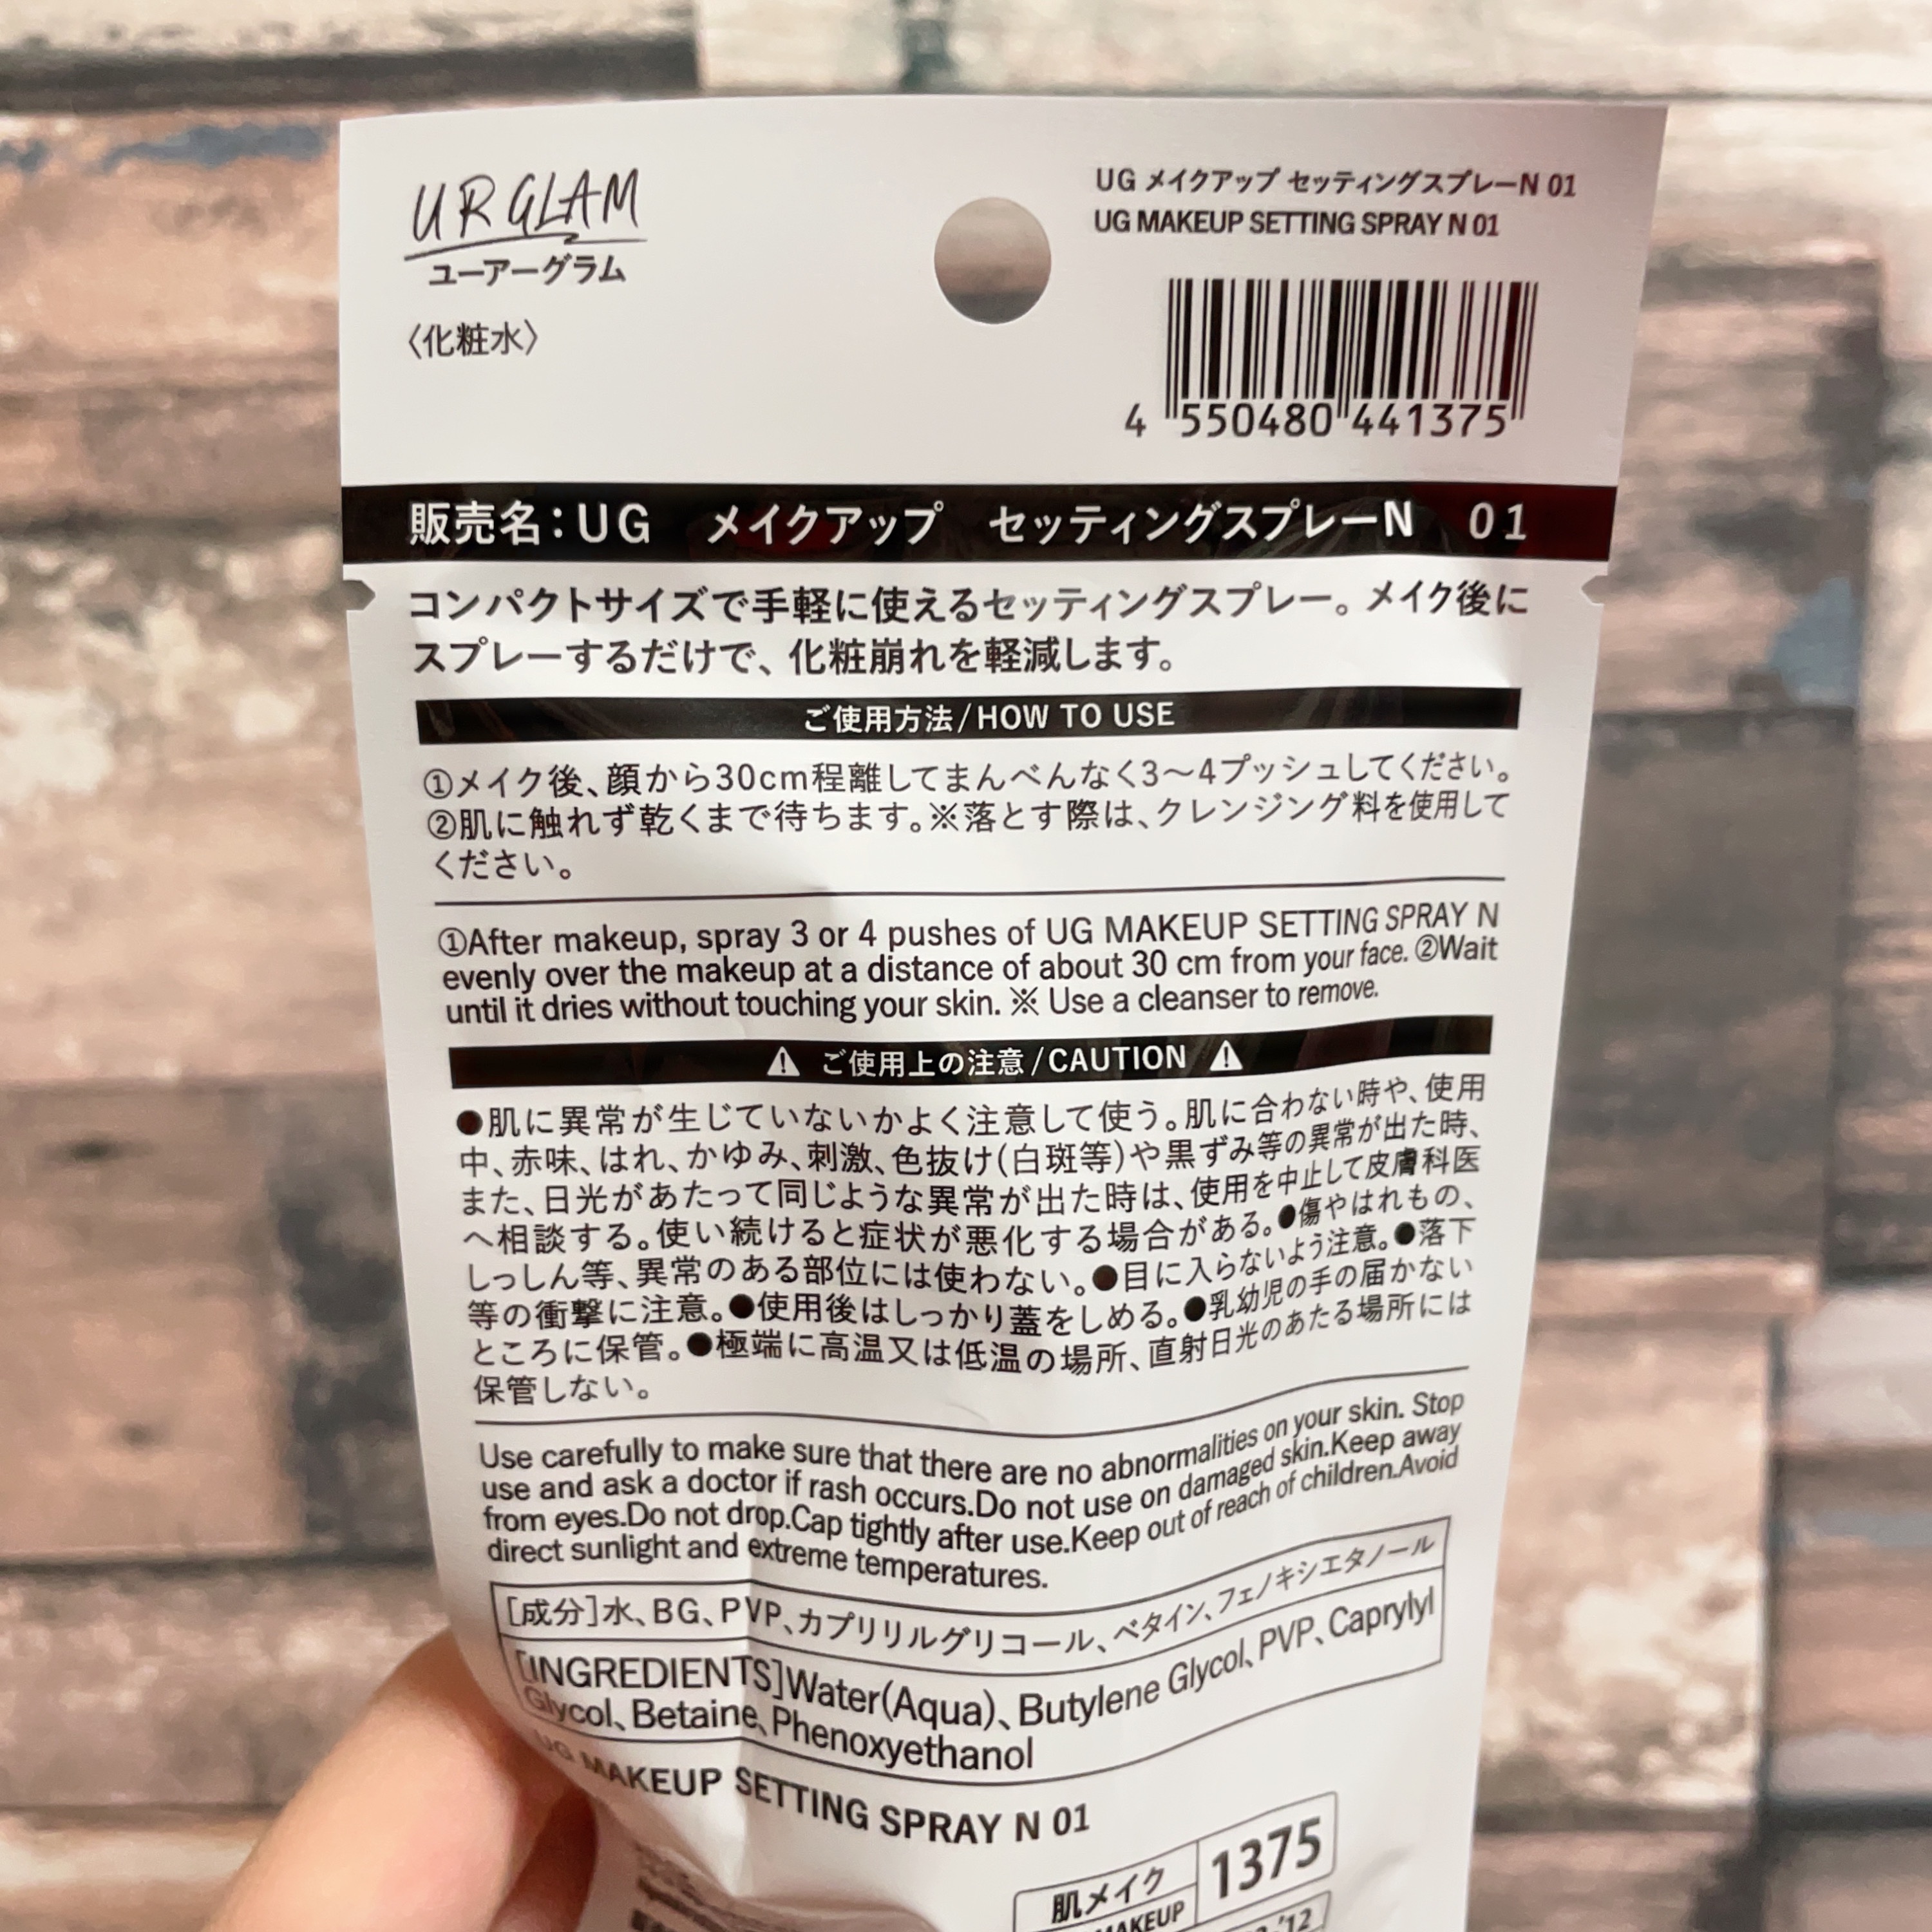 UR GLAM
ユーアーグラム
〈化粧水〉
UG メイクアップ セッティングスプレーN 01
UG MAKEUP SETTING SPRAY N 01
4 550480 441375
販売名：UG メイクアップ セッティングスプレーN 01
コンパクトサイズで手軽に使えるセッティングスプレー。メイク後に
スプレーするだけで、化粧崩れを軽減します。
ご使用方法/HOW TO USE
①メイク後、顔から30cm程離してまんべんなく3〜4プッシュしてください。
②肌に触れず乾くまで待ちます。※落とす際は、クレンジング料を使用して
ください。
①After makeup, spray 3 or 4 pushes of UG MAKEUP SETTING SPRAY N
evenly over the makeup at a distance of about 30 cm from your face. ②Wait
until it dries without touching your skin. ※ Use a cleanser to remove.
⚠ ご使用上の注意/CAUTION ⚠
●肌に異常が生じていないかよく注意して使う。肌に合わない時や、使用
中、赤味、はれ、かゆみ、刺激、色抜け(白斑等)や黒ずみ等の異常が出た時、
また、日光があたって同じような異常が出た時は、使用を中止して皮膚科医
へ相談する。使い続けると症状が悪化する場合がある。●傷やはれもの、
しっしん等、異常のある部位には使わない。●目に入らないよう注意。●落下
等の衝撃に注意。●使用後はしっかり蓋をしめる。●乳幼児の手の届かない
ところに保管。●極端に高温又は低温の場所、直射日光のあたる場所には
保管しない。
Use carefully to make sure that there are no abnormalities on your skin. Stop
use and ask a doctor if rash occurs.Do not use on damaged skin.Keep away
from eyes.Do not drop.Cap tightly after use.Keep out of reach of children.Avoid
direct sunlight and extreme temperatures.
[成分]水、BG、PVP、カプリリルグリコール、ベタイン、フェノキシエタノール
[INGREDIENTS]Water(Aqua)、Butylene Glycol、PVP、Caprylyl
Glycol、Betaine、Phenoxyethanol
UG MAKEUP SETTING SPRAY N 01
肌メイク 1375
MAKEUP
'12